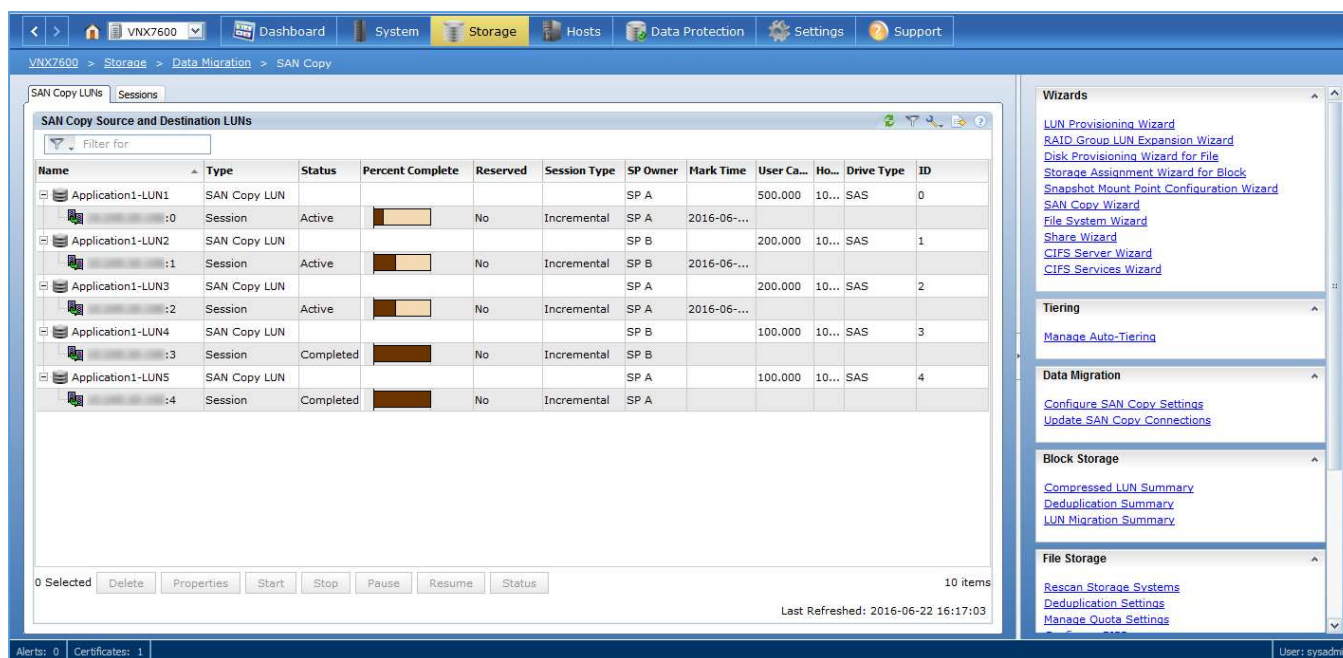 VNX7600 Dashboard System Storage Hosts Data Protection Settings Support
VNX7600 > Storage > Data Migration > SAN Copy
SAN Copy LUNs Sessions
SAN Copy Source and Destination LUNs
Filter for
Name Type Status Percent Complete Reserved Session Type SP Owner Mark Time User Ca... Ho... Drive Type ID
Application1-LUN1 SAN Copy LUN SP A 500.000 10... SAS 0
:0 Session Active No Incremental SP A 2016-06-...
Application1-LUN2 SAN Copy LUN SP B 200.000 10... SAS 1
:1 Session Active No Incremental SP B 2016-06-...
Application1-LUN3 SAN Copy LUN SP A 200.000 10... SAS 2
:2 Session Active No Incremental SP A 2016-06-...
Application1-LUN4 SAN Copy LUN SP B 100.000 10... SAS 3
:3 Session Completed No Incremental SP B
Application1-LUN5 SAN Copy LUN SP A 100.000 10... SAS 4
:4 Session Completed No Incremental SP A
0 Selected Delete Properties Start Stop Pause Resume Status 10 items
Last Refreshed: 2016-06-22 16:17:03
Wizards
LUN Provisioning Wizard
RAID Group LUN Expansion Wizard
Disk Provisioning Wizard for File
Storage Assignment Wizard for Block
Snapshot Mount Point Configuration Wizard
SAN Copy Wizard
File System Wizard
Share Wizard
CIFS Server Wizard
CIFS Services Wizard
Tiering
Manage Auto-Tiering
Data Migration
Configure SAN Copy Settings
Update SAN Copy Connections
Block Storage
Compressed LUN Summary
Deduplication Summary
LUN Migration Summary
File Storage
Rescan Storage Systems
Deduplication Settings
Manage Quota Settings
Alerts: 0 Certificates: 1 User: sysadmi